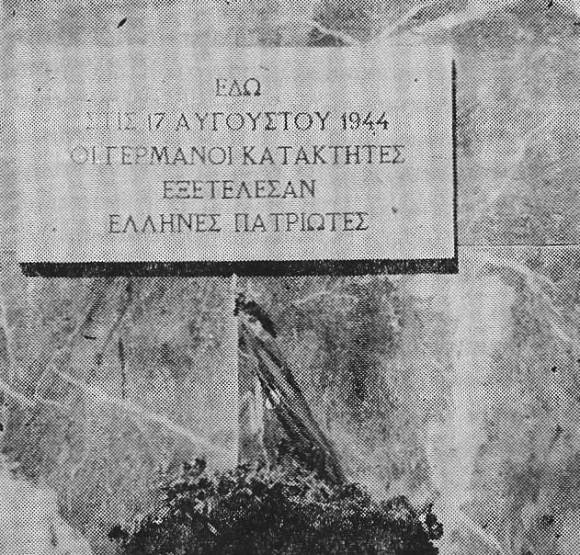 ΕΔΩ
ΣΤΙΣ 17 ΑΥΓΟΥΣΤΟΥ 1944
ΟΙ ΓΕΡΜΑΝΟΙ ΚΑΤΑΚΤΗΤΕΣ
ΕΞΕΤΕΛΕΣΑΝ
ΕΛΛΗΝΕΣ ΠΑΤΡΙΩΤΕΣ